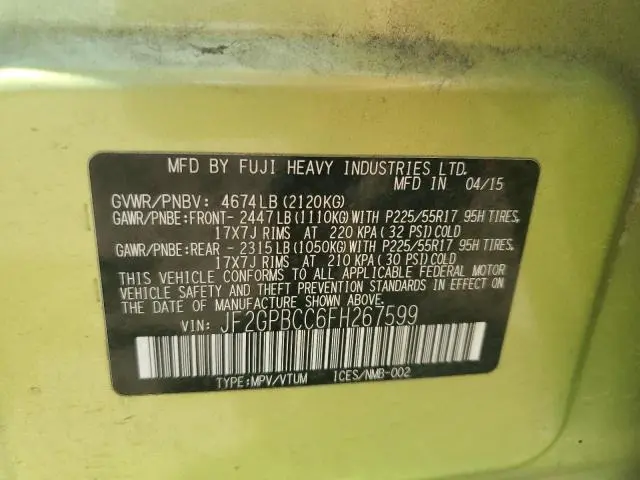 MFD BY FUJI HEAVY INDUSTRIES LTD.
MFD IN 04/15
GVWR/PNBV: 4674LB (2120KG)
GAWR/PNBE:FRONT- 2447LB (1110KG) WITH P225/55R17 95H TIRES,
17X7J RIMS AT 220 KPA ( 32 PSI) COLD
GAWR/PNBE:REAR - 2315LB (1050KG) WITH P225/55R17 95H TIRES,
17X7J RIMS AT 210 KPA ( 30 PSI) COLD
THIS VEHICLE CONFORMS TO ALL APPLICABLE FEDERAL MOTOR
VEHICLE SAFETY AND THEFT PREVENTION STANDARDS IN EFFECT ON
THE DATE OF MANUFACTURE SHOWN ABOVE.
VIN: JF2GPBCC6FH267599
TYPE:MPV/VTUM ICES/NMB-002